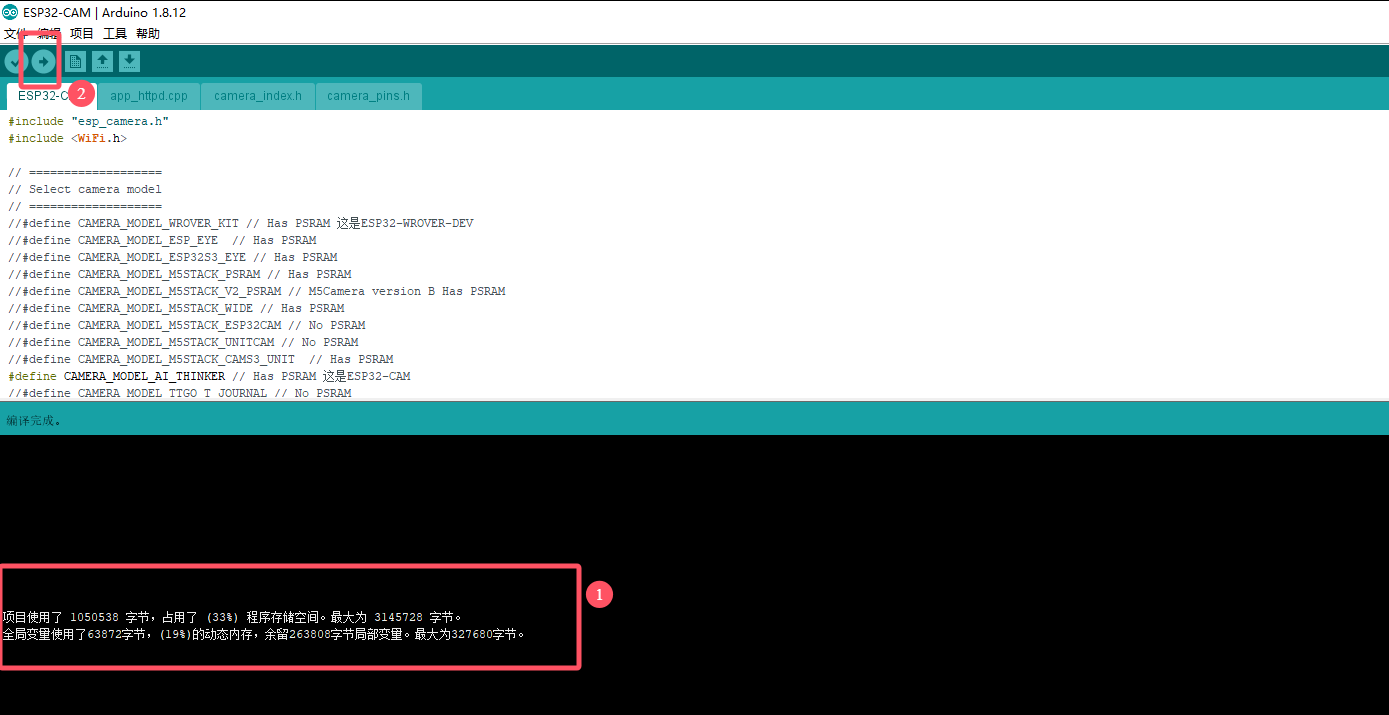 ESP32-CAM | Arduino 1.8.12
文件 编辑 项目 工具 帮助
ESP32-C 2 app_httpd.cpp camera_index.h camera_pins.h
#include "esp_camera.h"
#include <WiFi.h>
// ===================
// Select camera model
// ===================
//#define CAMERA_MODEL_WROVER_KIT // Has PSRAM 这是ESP32-WROVER-DEV
//#define CAMERA_MODEL_ESP_EYE  // Has PSRAM
//#define CAMERA_MODEL_ESP32S3_EYE // Has PSRAM
//#define CAMERA_MODEL_M5STACK_PSRAM // Has PSRAM
//#define CAMERA_MODEL_M5STACK_V2_PSRAM // M5Camera version B Has PSRAM
//#define CAMERA_MODEL_M5STACK_WIDE // Has PSRAM
//#define CAMERA_MODEL_M5STACK_ESP32CAM // No PSRAM
//#define CAMERA_MODEL_M5STACK_UNITCAM // No PSRAM
//#define CAMERA_MODEL_M5STACK_CAMS3_UNIT  // Has PSRAM
#define CAMERA_MODEL_AI_THINKER // Has PSRAM 这是ESP32-CAM
//#define CAMERA_MODEL_TTGO_T_JOURNAL // No PSRAM
编译完成。
1
项目使用了 1050538 字节，占用了 (33%) 程序存储空间。最大为 3145728 字节。
全局变量使用了63872字节，(19%)的动态内存，余留263808字节局部变量。最大为327680字节。